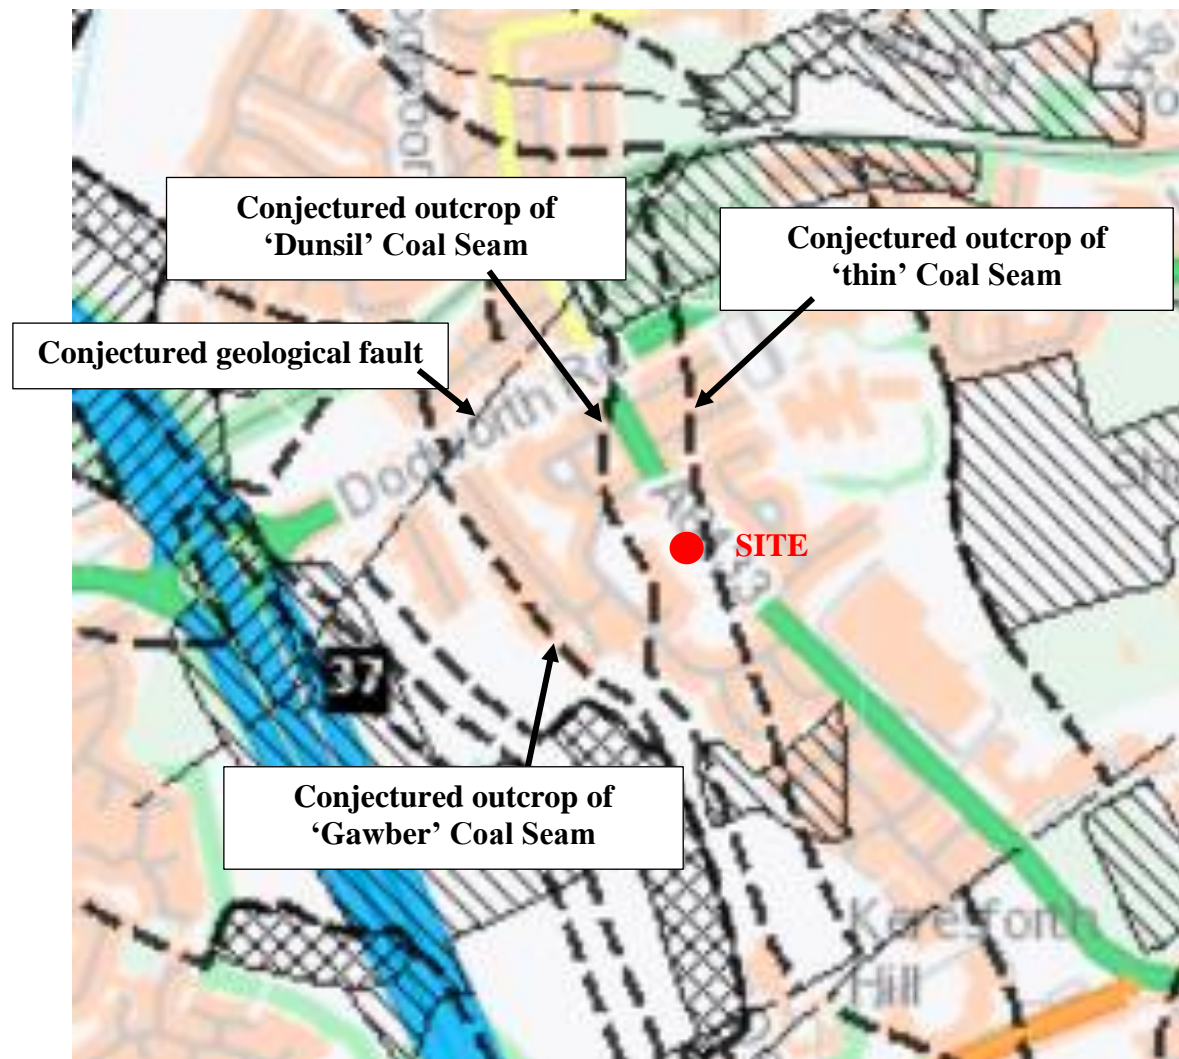 Conjectured outcrop of
‘Dunsil’ Coal Seam
Conjectured outcrop of
‘thin’ Coal Seam
Conjectured geological fault
Dodworth
SITE
37
Conjectured outcrop of
‘Gawber’ Coal Seam
Keresforth
Hill